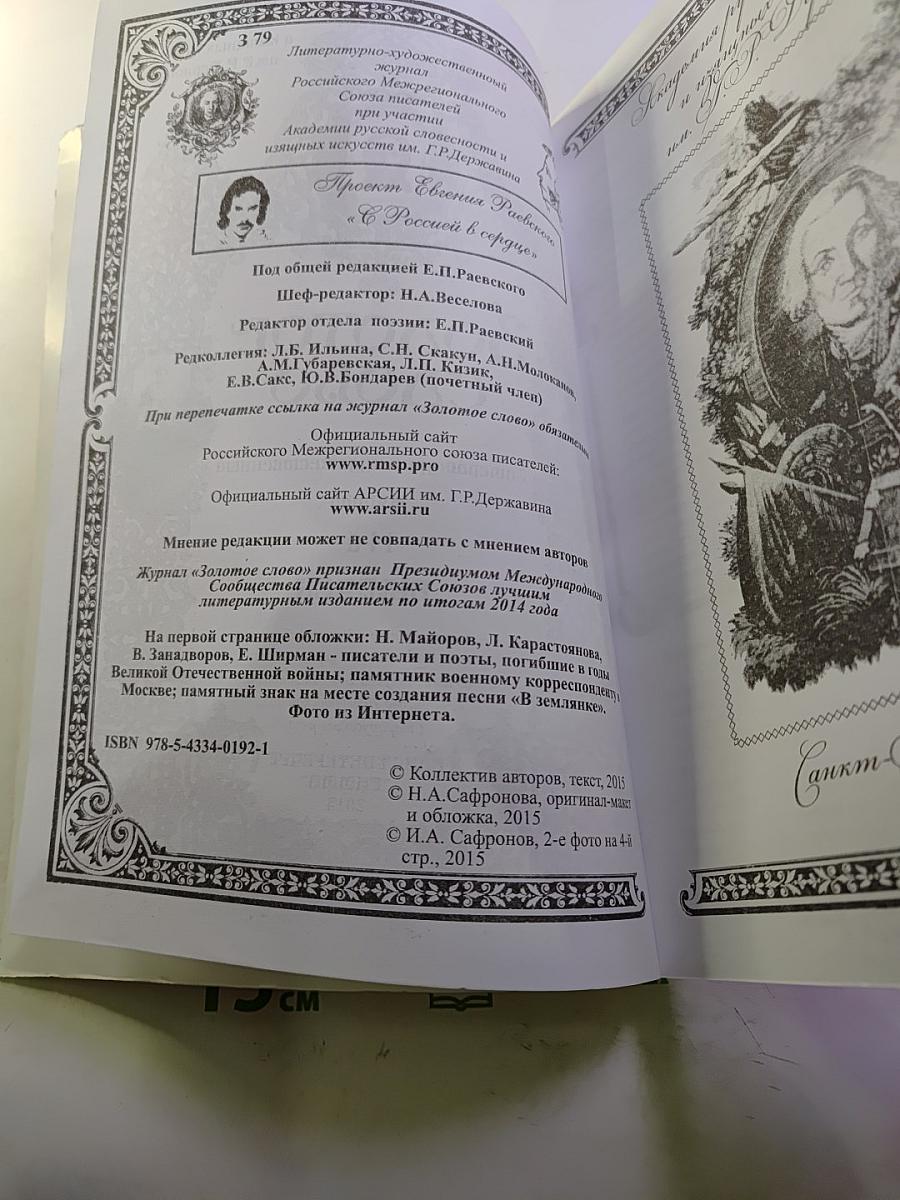 З 79
Литературно-художественный
журнал
Российского Межрегионального
Союза писателей
при участии
Академии русской словесности и
изящных искусств им. Г.Р.Державина
Проект Евгения Раевского
«С Россией в сердце»
Под общей редакцией Е.П.Раевского
Шеф-редактор: Н.А.Веселова
Редактор отдела поэзии: Е.П.Раевский
Редколлегия: Л.Б. Ильина, С.Н. Скакун, А.Н.Молоканов,
А.М.Губаревская, Л.П. Кизик,
Е.В.Сакс, Ю.В.Бондарев (почетный член)
При перепечатке ссылка на журнал «Золотое слово»
Официальный сайт
Российского Межрегионального союза писателей:
www.rmsp.pro
Официальный сайт АРСИИ им. Г.Р.Державина
www.arsii.ru
Мнение редакции может не совпадать с мнением авторов
Журнал «Золотое слово» признан Президиумом Международного
Сообщества Писательских Союзов лучшим
литературным изданием по итогам 2014 года
На первой странице обложки: Н. Майоров, Л. Карастоянова,
В. Занадворов, Е. Ширман - писатели и поэты, погибшие в годы
Великой Отечественной войны; памятник военному корреспонденту в
Москве; памятный знак на месте создания песни «В землянке».
Фото из Интернета.
ISBN 978-5-4334-0192-1
© Коллектив авторов, текст, 2015
© Н.А.Сафронова, оригинал-макет
и обложка, 2015
© И.А. Сафронов, 2-е фото на 4-й
стр., 2015
Академия
и изящных
им. Г.Р.
Санкт-
15 см